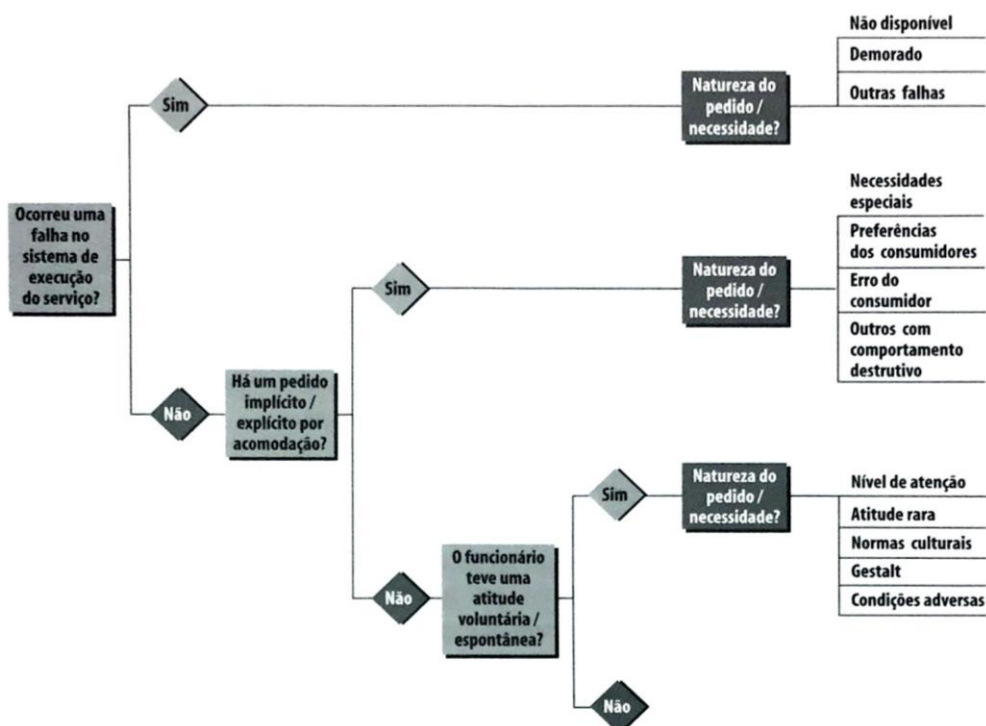 Não disponível
Demorado
Outras falhas
Sim
Natureza do
pedido /
necessidade?
Ocorreu uma
falha no
sistema de
execução
do serviço?
Necessidades
especiais
Preferências
dos consumidores
Erro do
consumidor
Outros com
comportamento
destrutivo
Sim
Natureza do
pedido /
necessidade?
Não
Há um pedido
implícito /
explícito por
acomodação?
Sim
Natureza do
pedido /
necessidade?
Nível de atenção
Atitude rara
Normas culturais
Gestalt
Condições adversas
Não
O funcionário
teve uma
atitude
voluntária /
espontânea?
Não